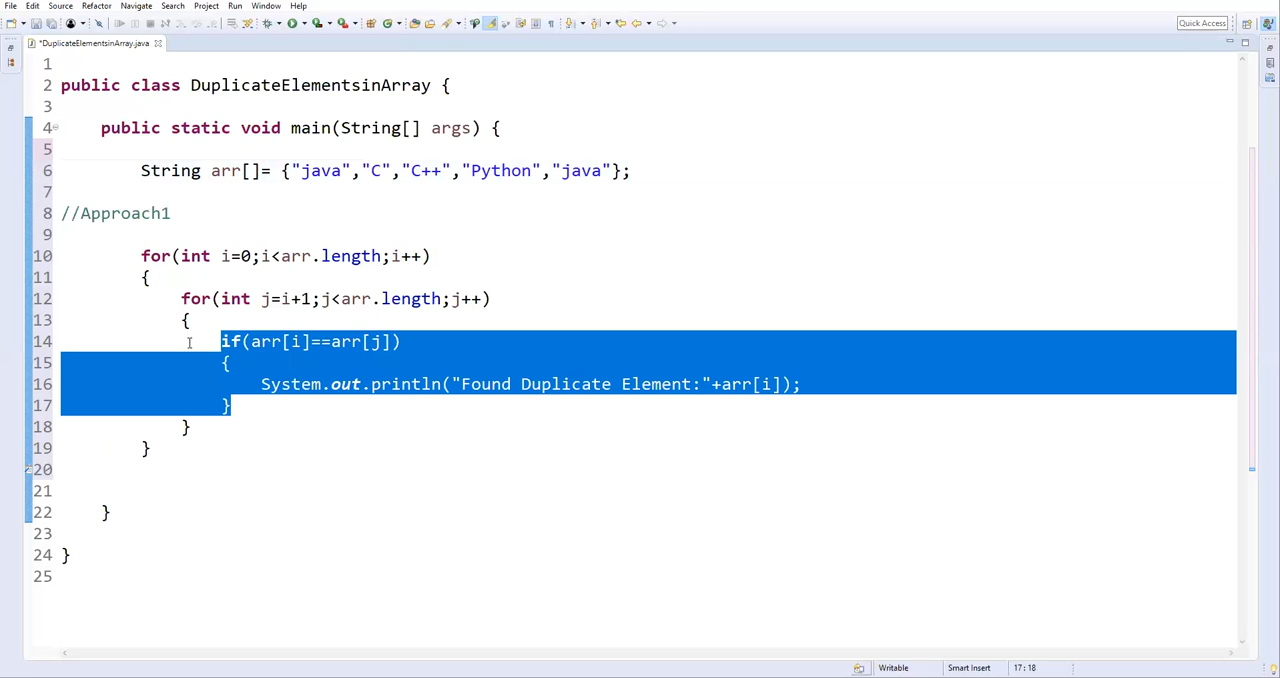 File Edit Source Refactor Navigate Search Project Run Window Help
Quick Access
*DuplicateElementsinArray.java
1
2 public class DuplicateElementsinArray {
3
4 public static void main(String[] args) {
5
6 String arr[]= {"java","C","C++","Python","java"};
7
8 //Approach1
9
10 for(int i=0;i<arr.length;i++)
11 {
12 for(int j=i+1;j<arr.length;j++)
13 {
14 if(arr[i]==arr[j])
15 {
16 System.out.println("Found Duplicate Element:"+arr[i]);
17 }
18 }
19 }
20
21
22 }
23
24 }
25
Writable Smart Insert 17 : 18